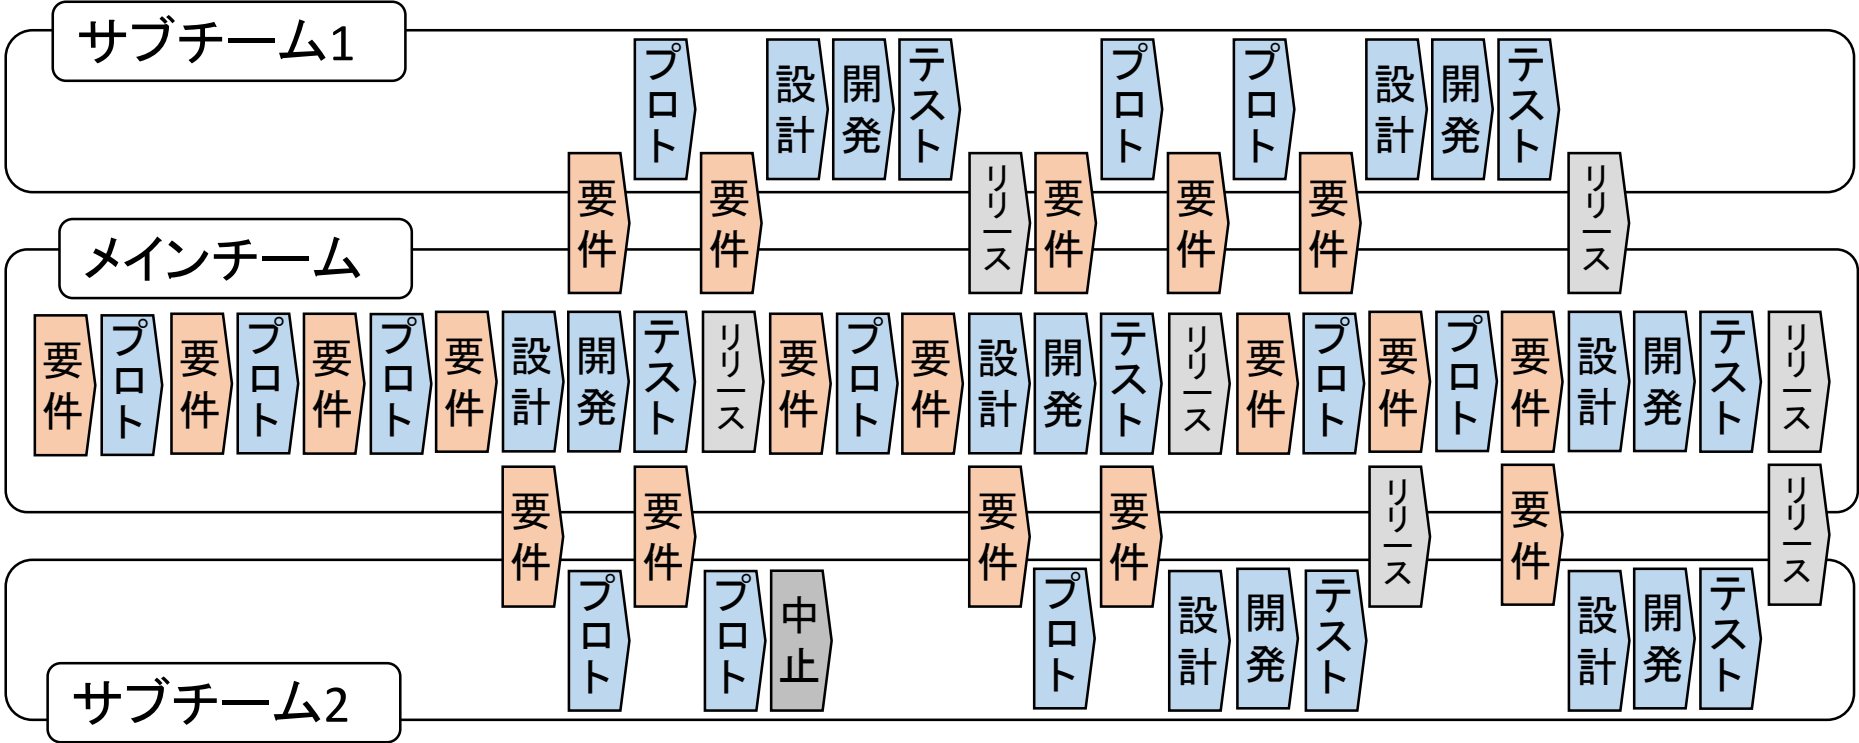 サブチーム1
プロト
設計
開発
テスト
プロト
プロト
設計
開発
テスト
要件
要件
リリース
要件
要件
要件
リリース
メインチーム
要件
プロト
要件
プロト
要件
プロト
要件
設計
開発
テスト
リリース
要件
プロト
要件
設計
開発
テスト
リリース
要件
プロト
要件
プロト
要件
設計
開発
テスト
リリース
要件
要件
要件
要件
リリース
要件
リリース
プロト
プロト
中止
プロト
設計
開発
テスト
設計
開発
テスト
サブチーム2